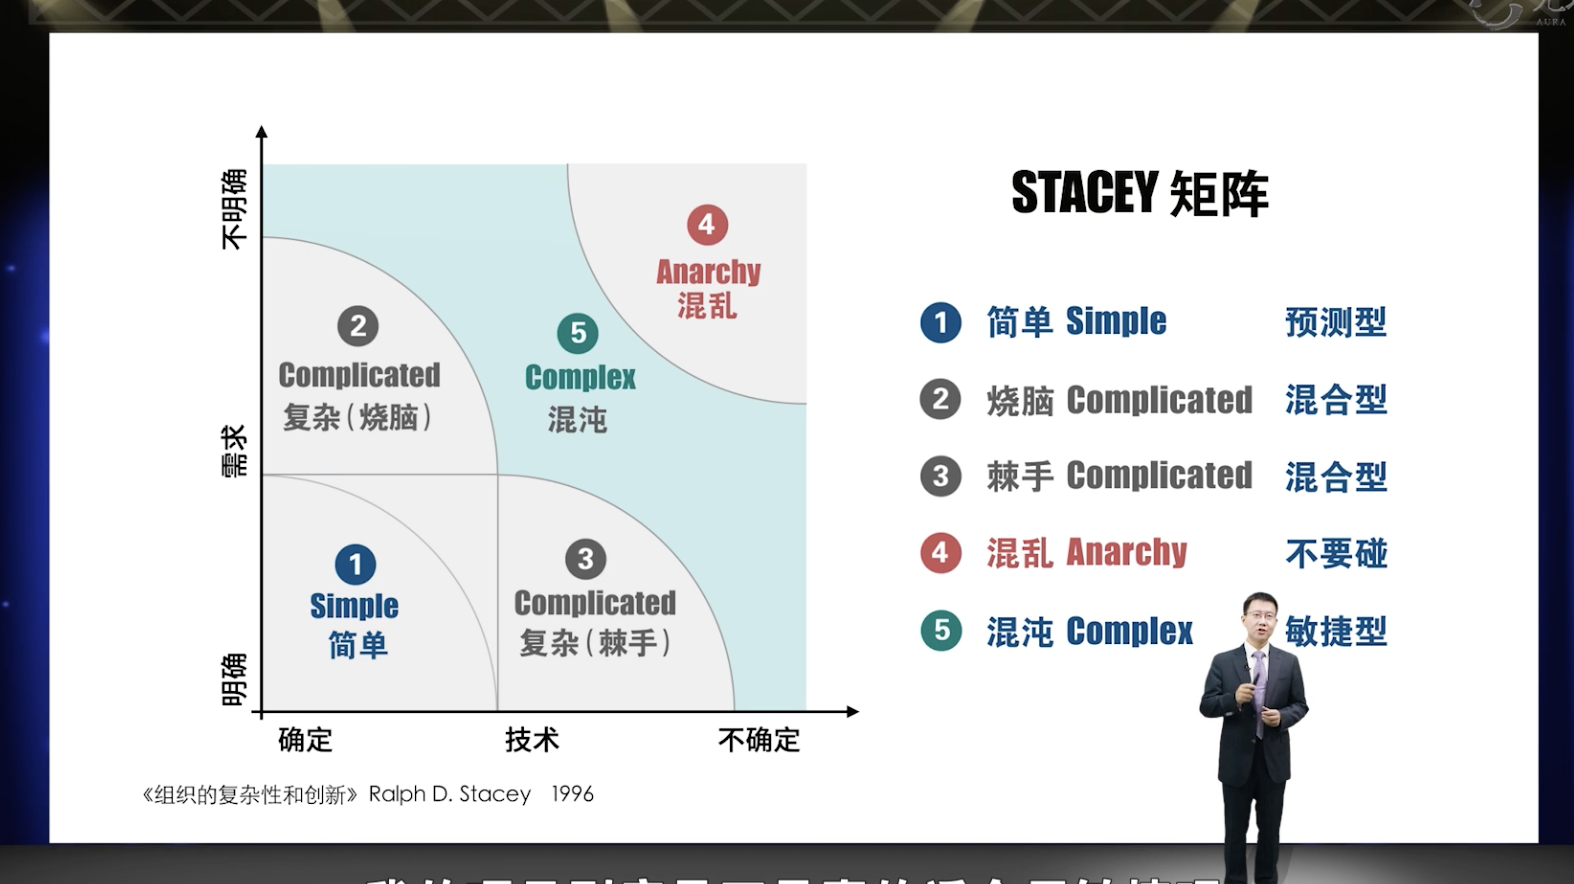 AURA
STACEY 矩阵
不明确
需求
明确
4
Anarchy
混乱
2
Complicated
复杂（烧脑）
5
Complex
混沌
1
Simple
简单
3
Complicated
复杂（棘手）
确定
技术
不确定
《组织的复杂性和创新》Ralph D. Stacey 1996
1 简单 Simple 预测型
2 烧脑 Complicated 混合型
3 棘手 Complicated 混合型
4 混乱 Anarchy 不要碰
5 混沌 Complex 敏捷型